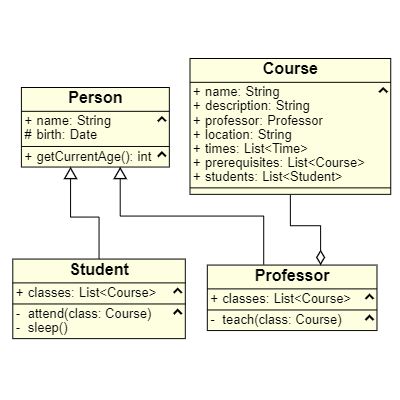 Person
+ name: String
# birth: Date
+ getCurrentAge(): int
Course
+ name: String
+ description: String
+ professor: Professor
+ location: String
+ times: List<Time>
+ prerequisites: List<Course>
+ students: List<Student>
Student
+ classes: List<Course>
- attend(class: Course)
- sleep()
Professor
+ classes: List<Course>
- teach(class: Course)